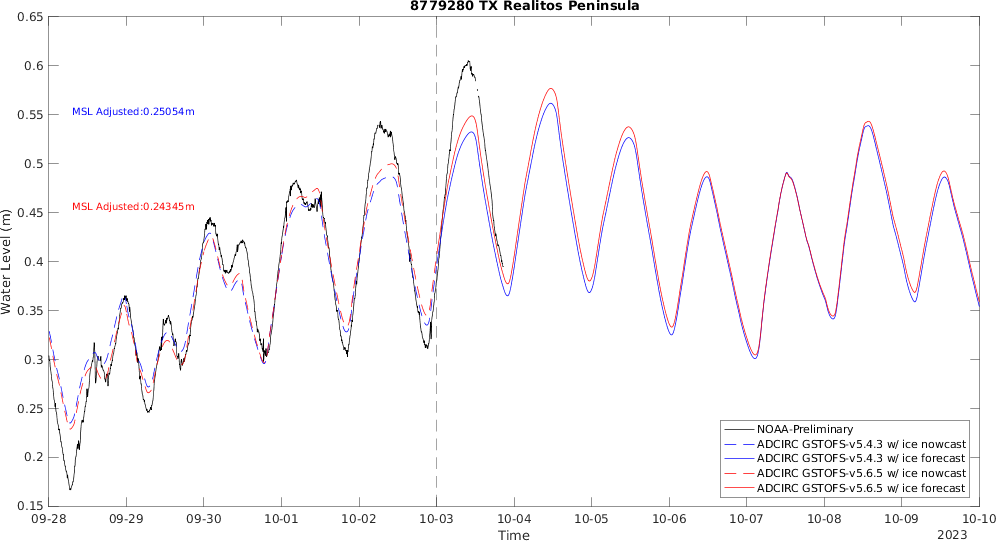 8779280 TX Realitos Peninsula
0.65
0.6
0.55
0.5
0.45
0.4
0.35
0.3
0.25
0.2
0.15
Water Level (m)
MSL Adjusted:0.25054m
MSL Adjusted:0.24345m
NOAA-Preliminary
ADCIRC GSTOFS-v5.4.3 w/ ice nowcast
ADCIRC GSTOFS-v5.4.3 w/ ice forecast
ADCIRC GSTOFS-v5.6.5 w/ ice nowcast
ADCIRC GSTOFS-v5.6.5 w/ ice forecast
09-28 09-29 09-30 10-01 10-02 10-03 10-04 10-05 10-06 10-07 10-08 10-09 10-10
Time
2023